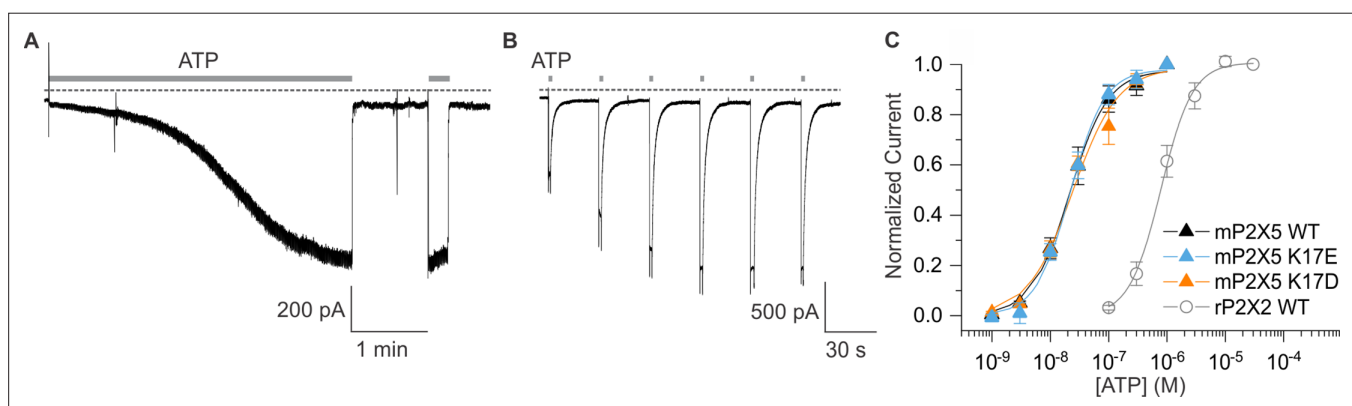 A
ATP
200 pA
1 min
B
ATP
500 pA
30 s
C
Normalized Current
1.0
0.8
0.6
0.4
0.2
0.0
mP2X5 WT
mP2X5 K17E
mP2X5 K17D
rP2X2 WT
10⁻⁹ 10⁻⁸ 10⁻⁷ 10⁻⁶ 10⁻⁵ 10⁻⁴
[ATP] (M)